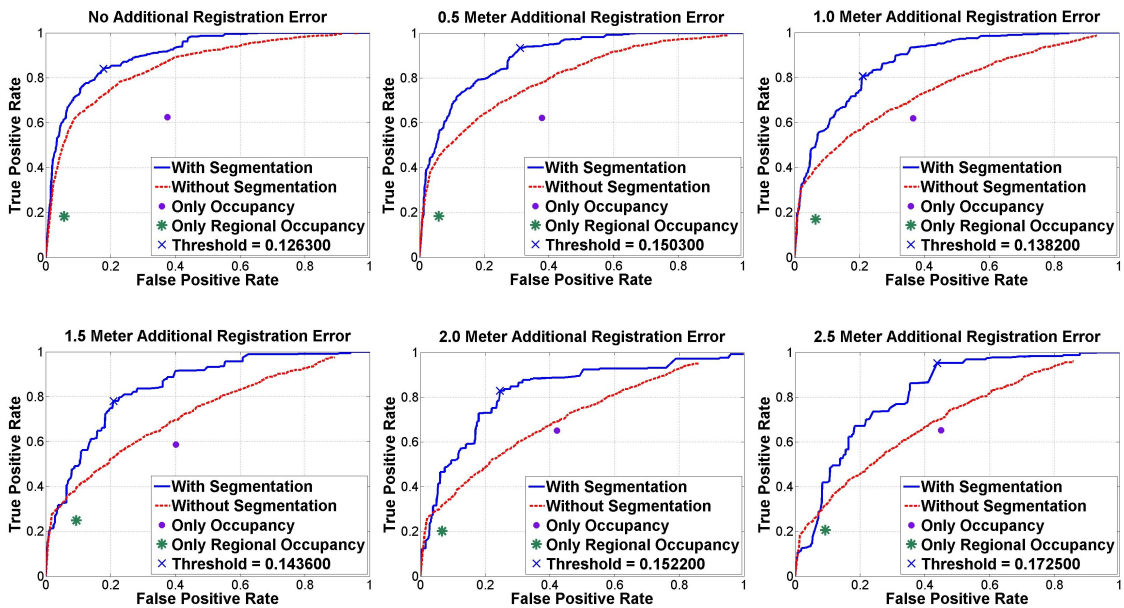 No Additional Registration Error
True Positive Rate
1
0.8
0.6
0.4
0.2
0
With Segmentation
Without Segmentation
Only Occupancy
Only Regional Occupancy
Threshold = 0.126300
0 0.2 0.4 0.6 0.8 1
False Positive Rate
0.5 Meter Additional Registration Error
True Positive Rate
1
0.8
0.6
0.4
0.2
0
With Segmentation
Without Segmentation
Only Occupancy
Only Regional Occupancy
Threshold = 0.150300
0 0.2 0.4 0.6 0.8 1
False Positive Rate
1.0 Meter Additional Registration Error
True Positive Rate
1
0.8
0.6
0.4
0.2
0
With Segmentation
Without Segmentation
Only Occupancy
Only Regional Occupancy
Threshold = 0.138200
0 0.2 0.4 0.6 0.8 1
False Positive Rate
1.5 Meter Additional Registration Error
True Positive Rate
1
0.8
0.6
0.4
0.2
0
With Segmentation
Without Segmentation
Only Occupancy
Only Regional Occupancy
Threshold = 0.143600
0 0.2 0.4 0.6 0.8 1
False Positive Rate
2.0 Meter Additional Registration Error
True Positive Rate
1
0.8
0.6
0.4
0.2
0
With Segmentation
Without Segmentation
Only Occupancy
Only Regional Occupancy
Threshold = 0.152200
0 0.2 0.4 0.6 0.8 1
False Positive Rate
2.5 Meter Additional Registration Error
True Positive Rate
1
0.8
0.6
0.4
0.2
0
With Segmentation
Without Segmentation
Only Occupancy
Only Regional Occupancy
Threshold = 0.172500
0 0.2 0.4 0.6 0.8 1
False Positive Rate